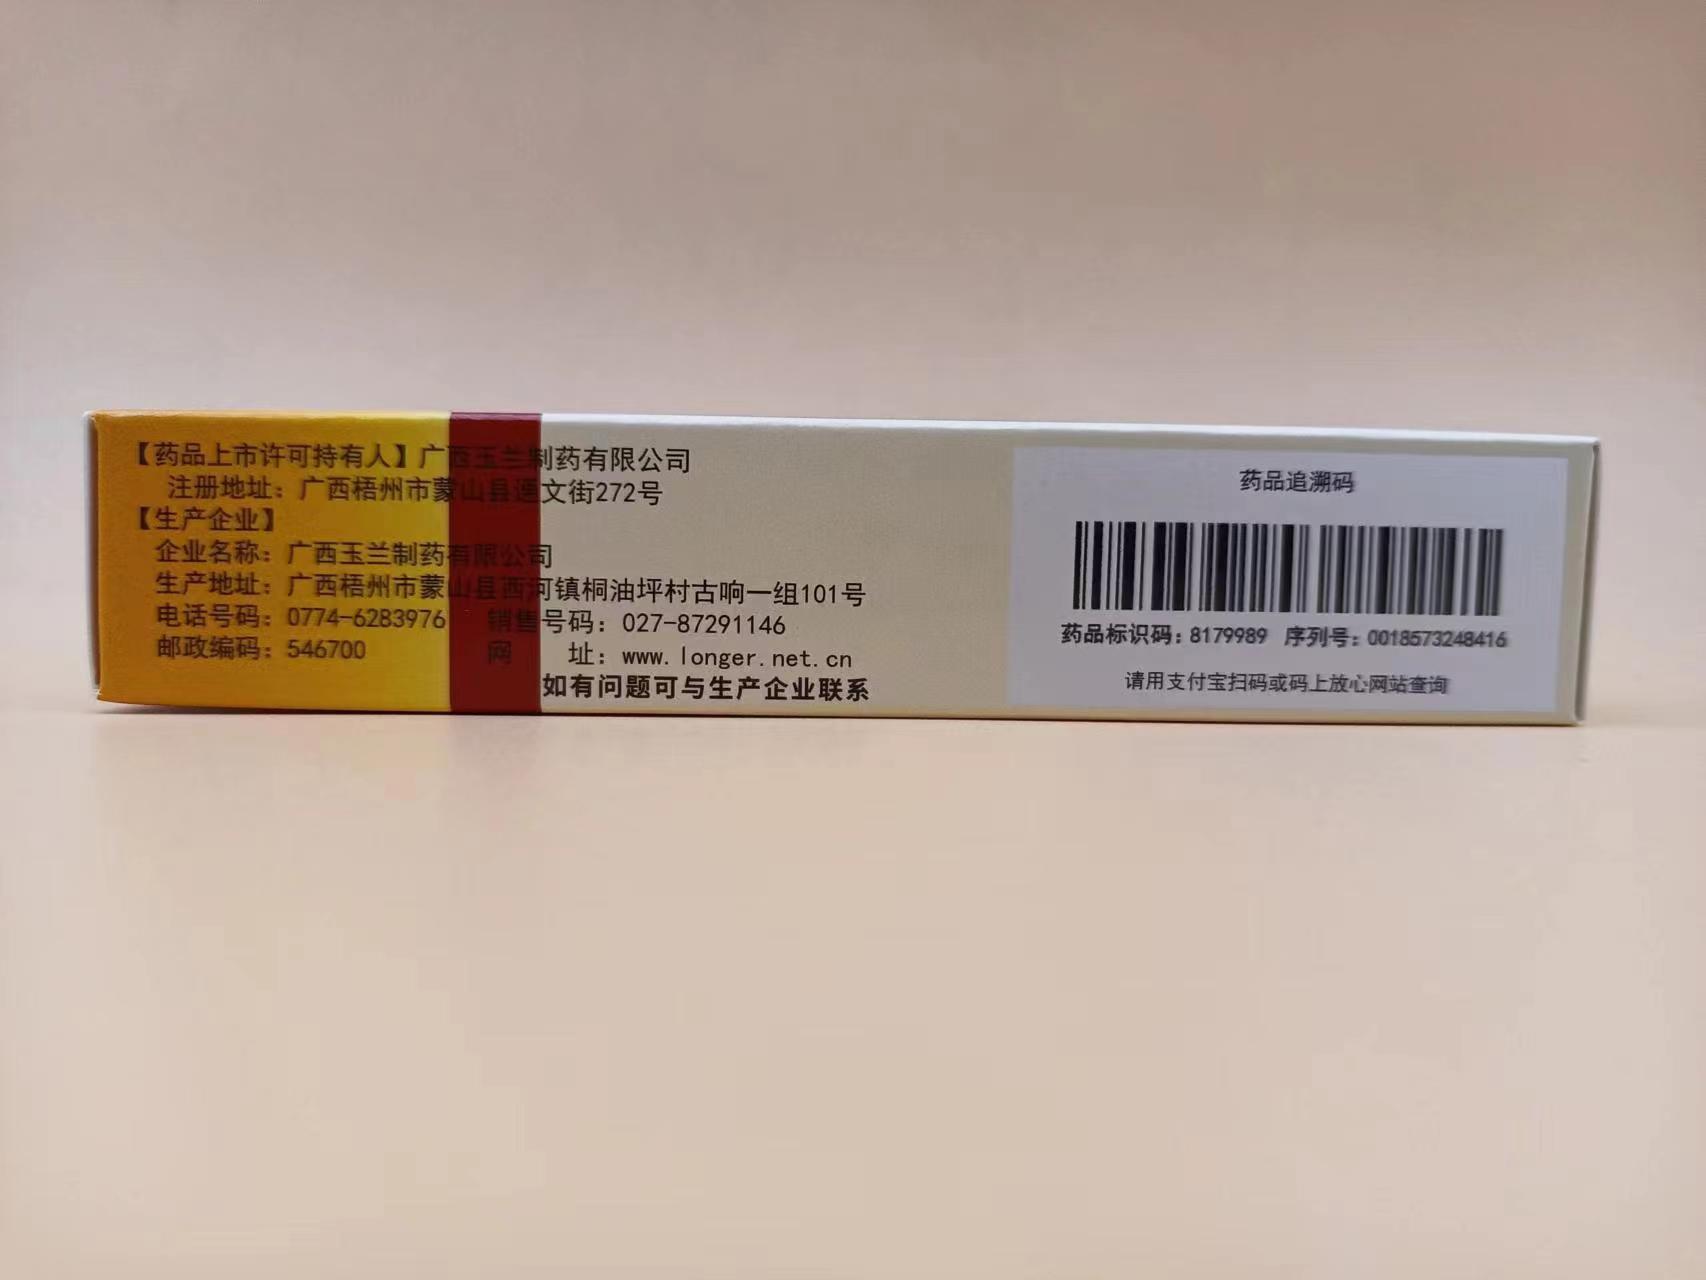 【药品上市许可持有人】广西玉兰制药有限公司
注册地址：广西梧州市蒙山县通文街272号
【生产企业】
企业名称：广西玉兰制药有限公司
生产地址：广西梧州市蒙山县西河镇桐油坪村古响一组101号
电话号码：0774-6283976 销售号码：027-87291146
邮政编码：546700 网 址：www.longer.net.cn
如有问题可与生产企业联系
药品追溯码
药品标识码：8179989 序列号：0018573248416
请用支付宝扫码或码上放心网站查询